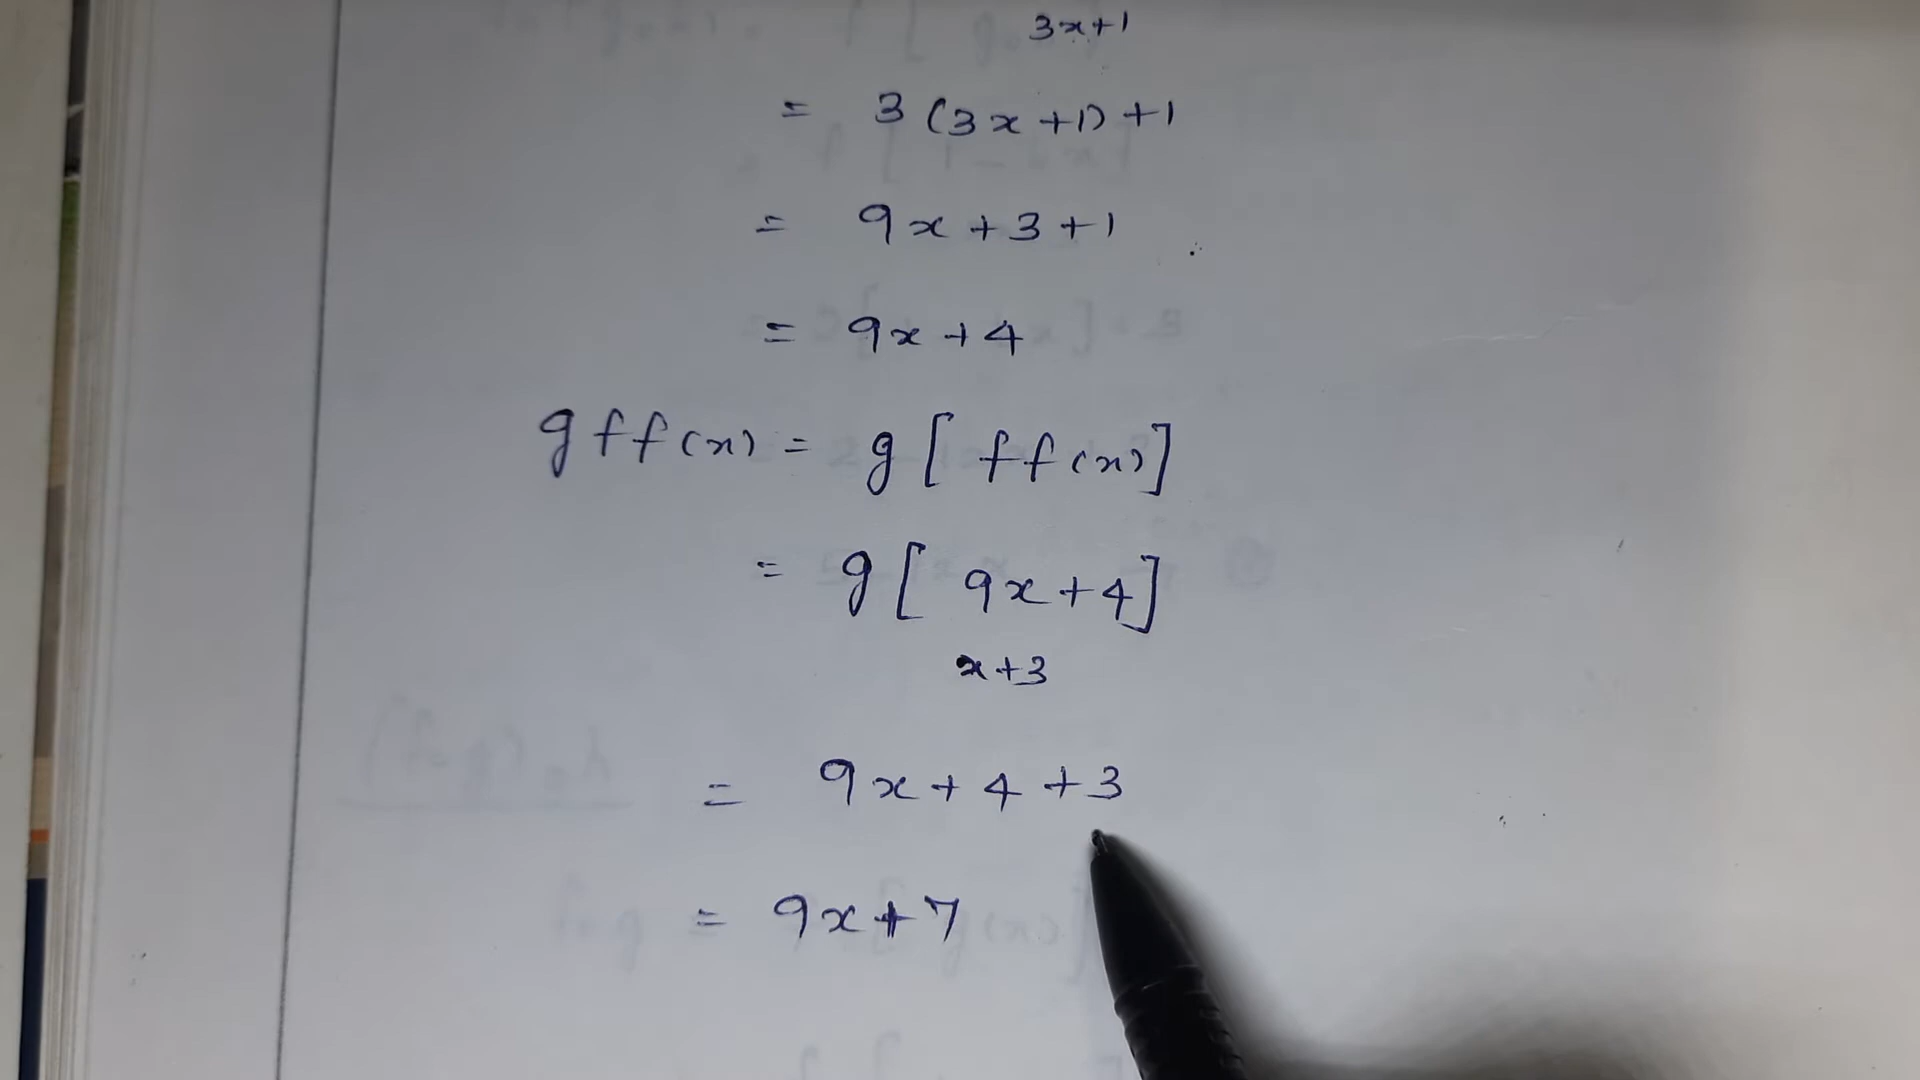 3x+1
= 3(3x+1)+1
= 9x+3+1
= 9x+4
gff(x) = g[ff(x)]
= g[9x+4]
x+3
= 9x+4+3
= 9x+7